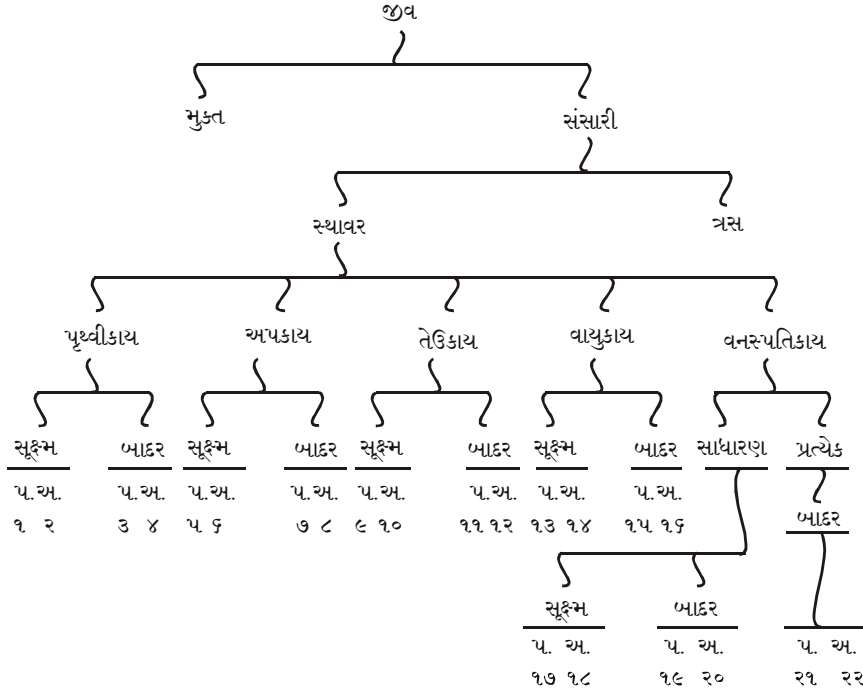 જીવ
મુક્ત સંસારી
સ્થાવર ત્રસ
પૃથ્વીકાય અપકાય તેઉકાય વાયુકાય વનસ્પતિકાય
સૂક્ષ્મ બાદર સૂક્ષ્મ બાદર સૂક્ષ્મ બાદર સૂક્ષ્મ બાદર સાધારણ પ્રત્યેક
પ. અ. પ. અ. પ. અ. પ. અ. પ. અ. પ. અ. પ. અ. પ. અ.
૧ ૨ ૩ ૪ ૫ ૬ ૭ ૮ ૯ ૧૦ ૧૧ ૧૨ ૧૩ ૧૪ ૧૫ ૧૬ બાદર
સૂક્ષ્મ બાદર
પ. અ. પ. અ. પ. અ.
૧૭ ૧૮ ૧૯ ૨૦ ૨૧ ૨૨